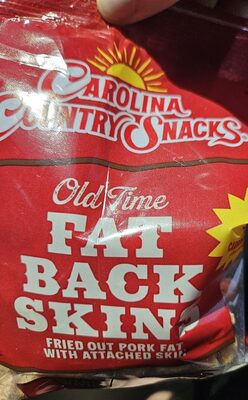 CAROLINA
COUNTRY SNACKS
Old Time
FAT
BACK
SKINS
FRIED OUT PORK FAT
WITH ATTACHED SKIN